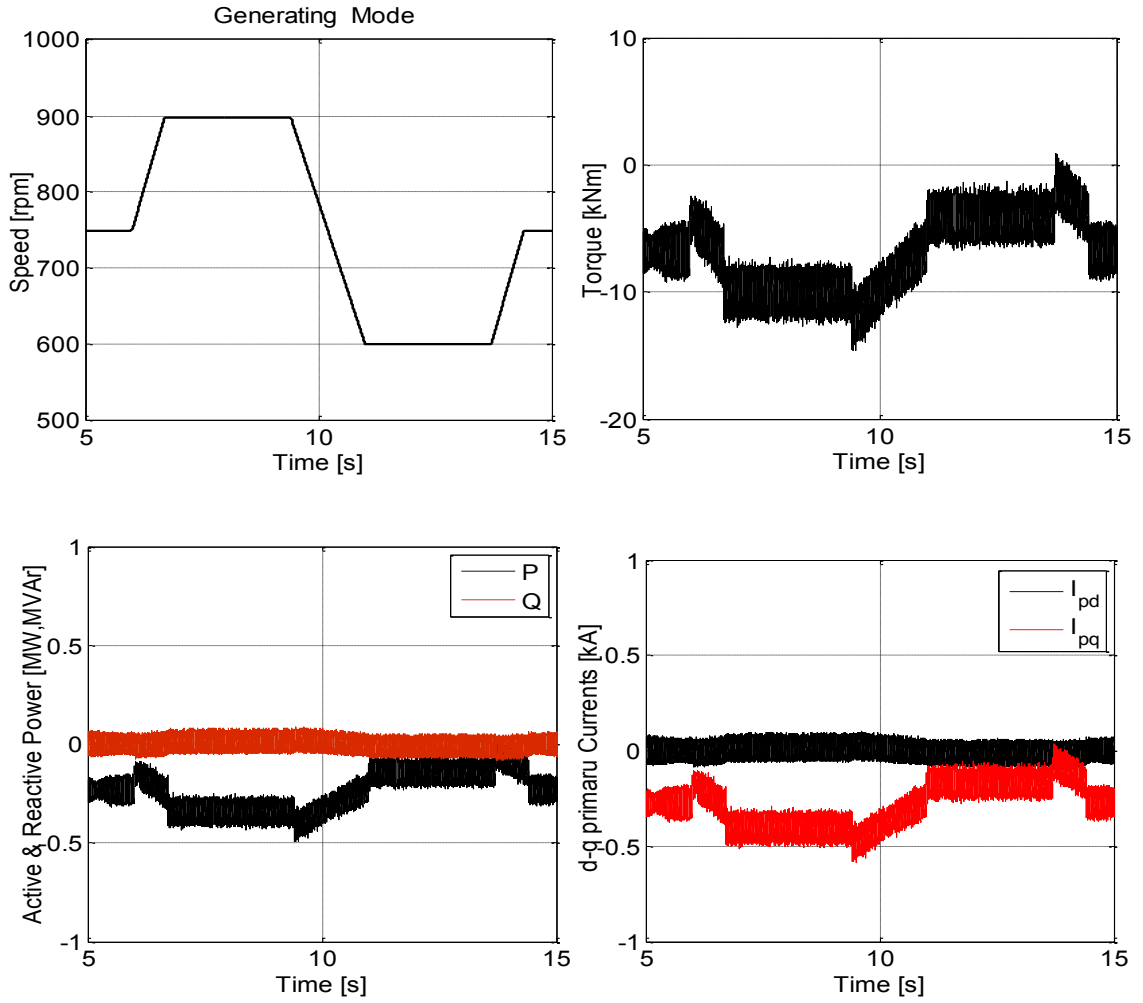 Generating Mode
1000
900
800
700
600
500
Speed [rpm]
5
10
15
Time [s]
10
0
-10
-20
Torque [kNm]
5
10
15
Time [s]
1
0.5
0
-0.5
-1
Active & Reactive Power [MW,MVAr]
P
Q
5
10
15
Time [s]
1
0.5
0
-0.5
-1
d-q primaru Currents [kA]
I pd
I pq
5
10
15
Time [s]